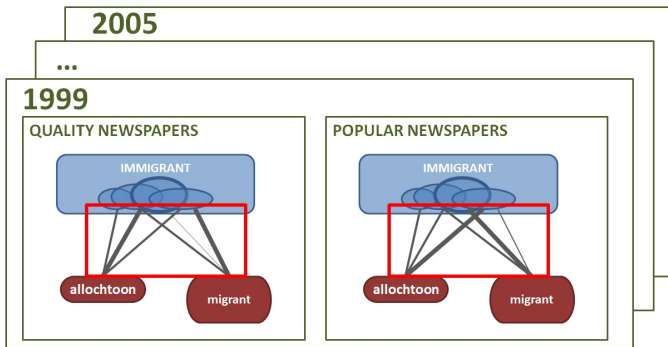 2005
...
1999
QUALITY NEWSPAPERS
IMMIGRANT
allochtoon
migrant
POPULAR NEWSPAPERS
IMMIGRANT
allochtoon
migrant